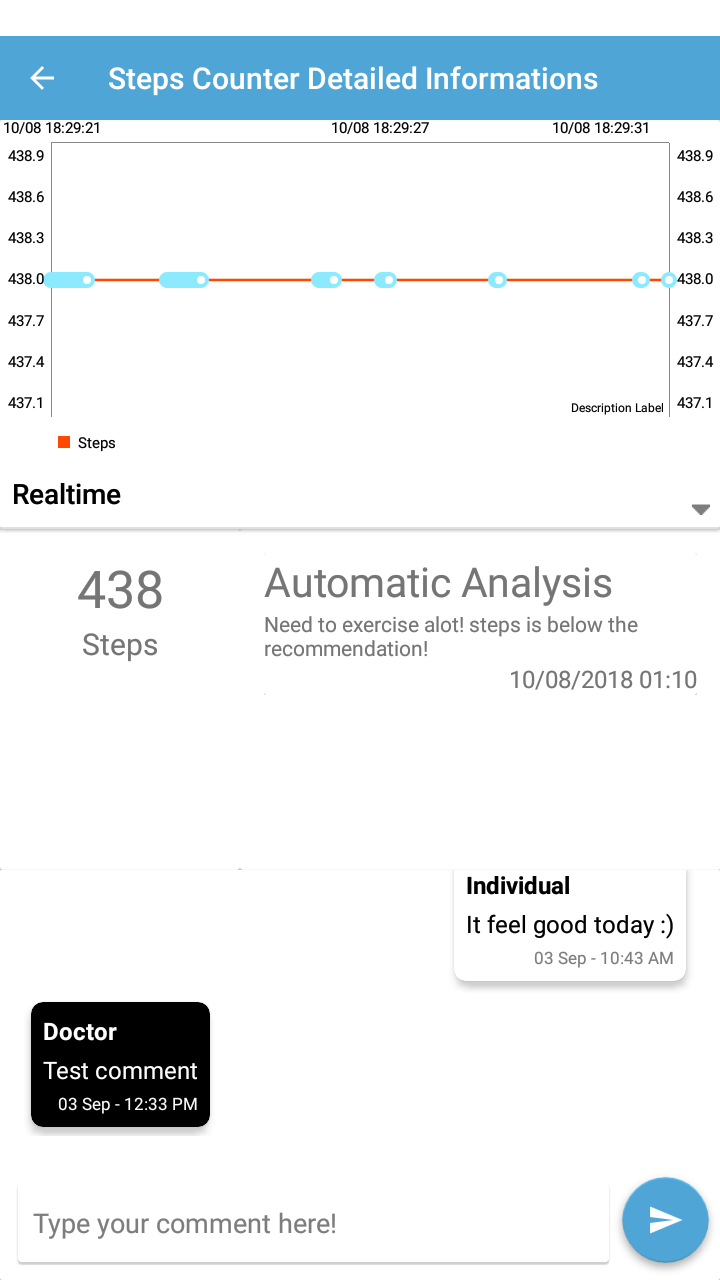 Steps Counter Detailed Informations
10/08 18:29:21 10/08 18:29:27 10/08 18:29:31
438.9 438.9
438.6 438.6
438.3 438.3
438.0 438.0
437.7 437.7
437.4 437.4
437.1 437.1
Description Label
Steps
Realtime
438
Steps
Automatic Analysis
Need to exercise alot! steps is below the
recommendation!
10/08/2018 01:10
Individual
It feel good today :)
03 Sep - 10:43 AM
Doctor
Test comment
03 Sep - 12:33 PM
Type your comment here!